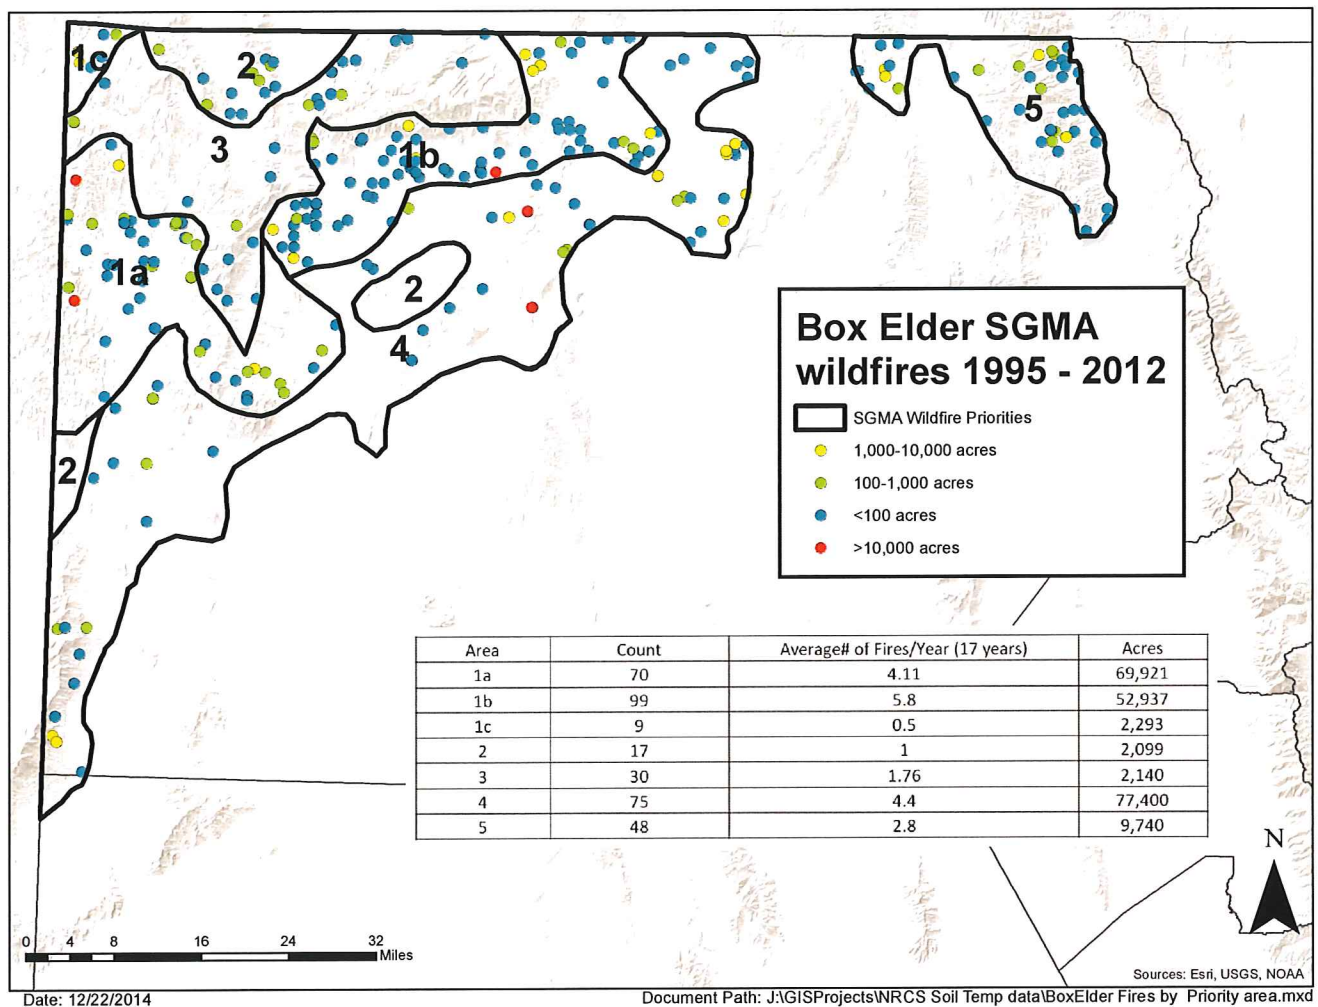 1c
2
3
1b
5
1a
2
4
2
Box Elder SGMA
wildfires 1995 - 2012
SGMA Wildfire Priorities
1,000-10,000 acres
100-1,000 acres
<100 acres
>10,000 acres
Area Count Average# of Fires/Year (17 years) Acres
1a 70 4.11 69,921
1b 99 5.8 52,937
1c 9 0.5 2,293
2 17 1 2,099
3 30 1.76 2,140
4 75 4.4 77,400
5 48 2.8 9,740
N
0 4 8 16 24 32
Miles
Sources: Esri, USGS, NOAA
Date: 12/22/2014
Document Path: J:\GISProjects\NRCS Soil Temp data\BoxElder Fires by Priority area.mxd